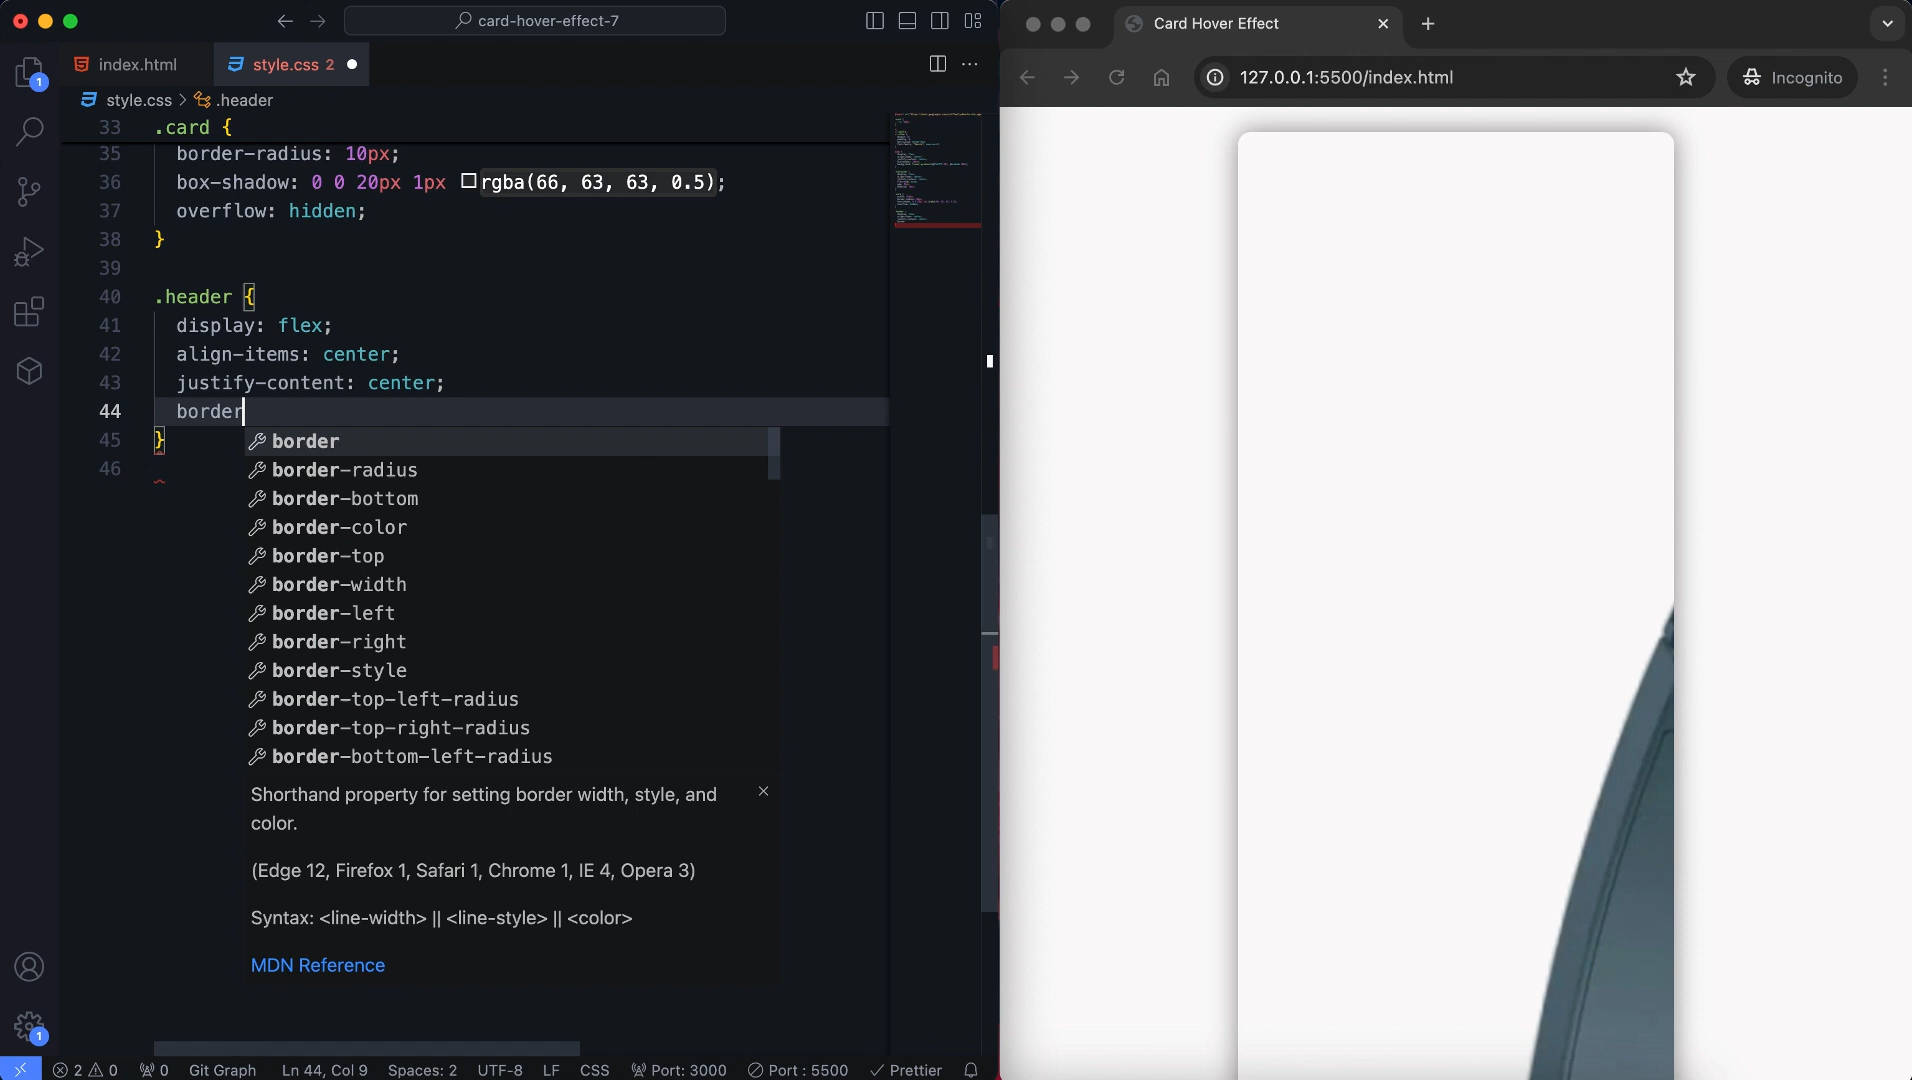 card-hover-effect-7
index.html
style.css 2
style.css > .header
33 .card {
35 border-radius: 10px;
36 box-shadow: 0 0 20px 1px rgba(66, 63, 63, 0.5);
37 overflow: hidden;
38 }
39
40 .header {
41 display: flex;
42 align-items: center;
43 justify-content: center;
44 border
45 }
46
border
border-radius
border-bottom
border-color
border-top
border-width
border-left
border-right
border-style
border-top-left-radius
border-top-right-radius
border-bottom-left-radius
Shorthand property for setting border width, style, and
color.
(Edge 12, Firefox 1, Safari 1, Chrome 1, IE 4, Opera 3)
Syntax: <line-width> || <line-style> || <color>
MDN Reference
1
1
2 0 0 Git Graph Ln 44, Col 9 Spaces: 2 UTF-8 LF CSS Port: 3000 Port : 5500 Prettier
Card Hover Effect
127.0.0.1:5500/index.html
Incognito